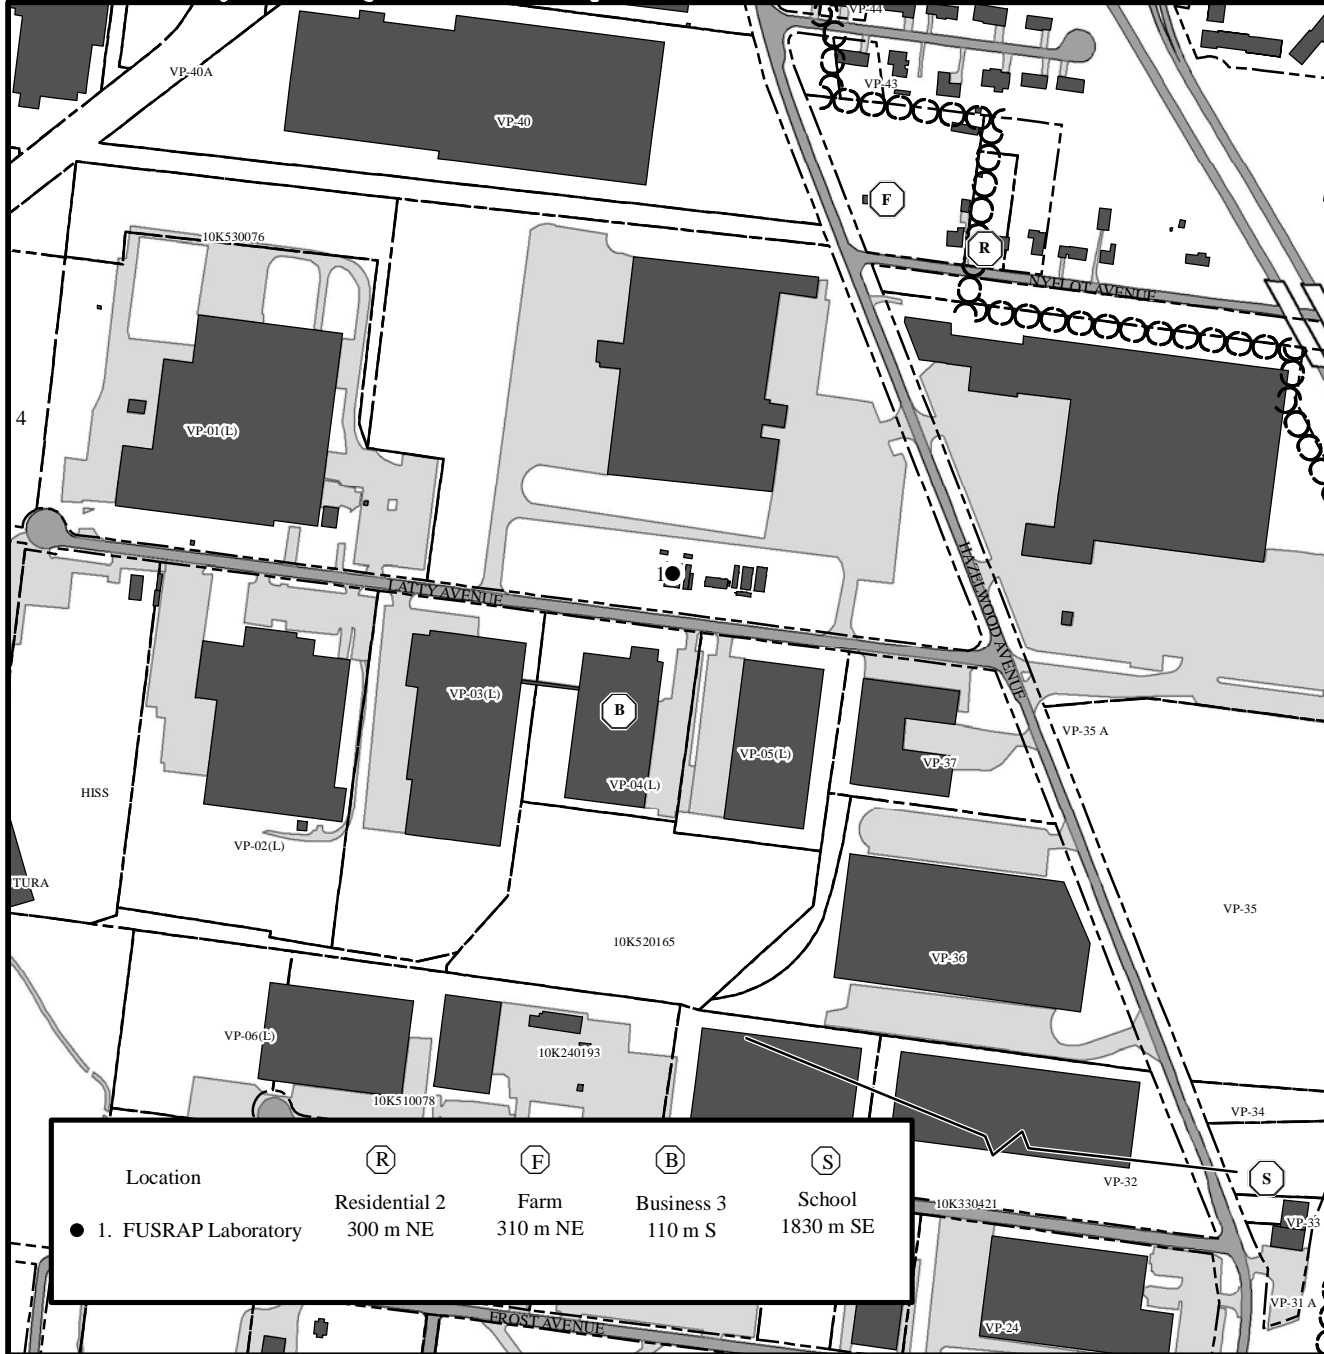 VP-44
VP-40A
VP-43
VP-40
F
10K530076
R
NYFLOT AVENUE
4
VP-01(L)
1
HAZELWOOD AVENUE
LATTY AVENUE
VP-03(L)
B
VP-35 A
VP-05(L)
VP-37
VP-04(L)
HISS
VP-02(L)
TURA
VP-35
10K520165
VP-36
VP-06(L)
10K240193
10K510078
VP-34
S
VP-32
10K330421
VP-33
VP-31 A
FROST AVENUE
VP-24
Location
R
F
B
S
Residential 2
Farm
Business 3
School
1. FUSRAP Laboratory
300 m NE
310 m NE
110 m S
1830 m SE